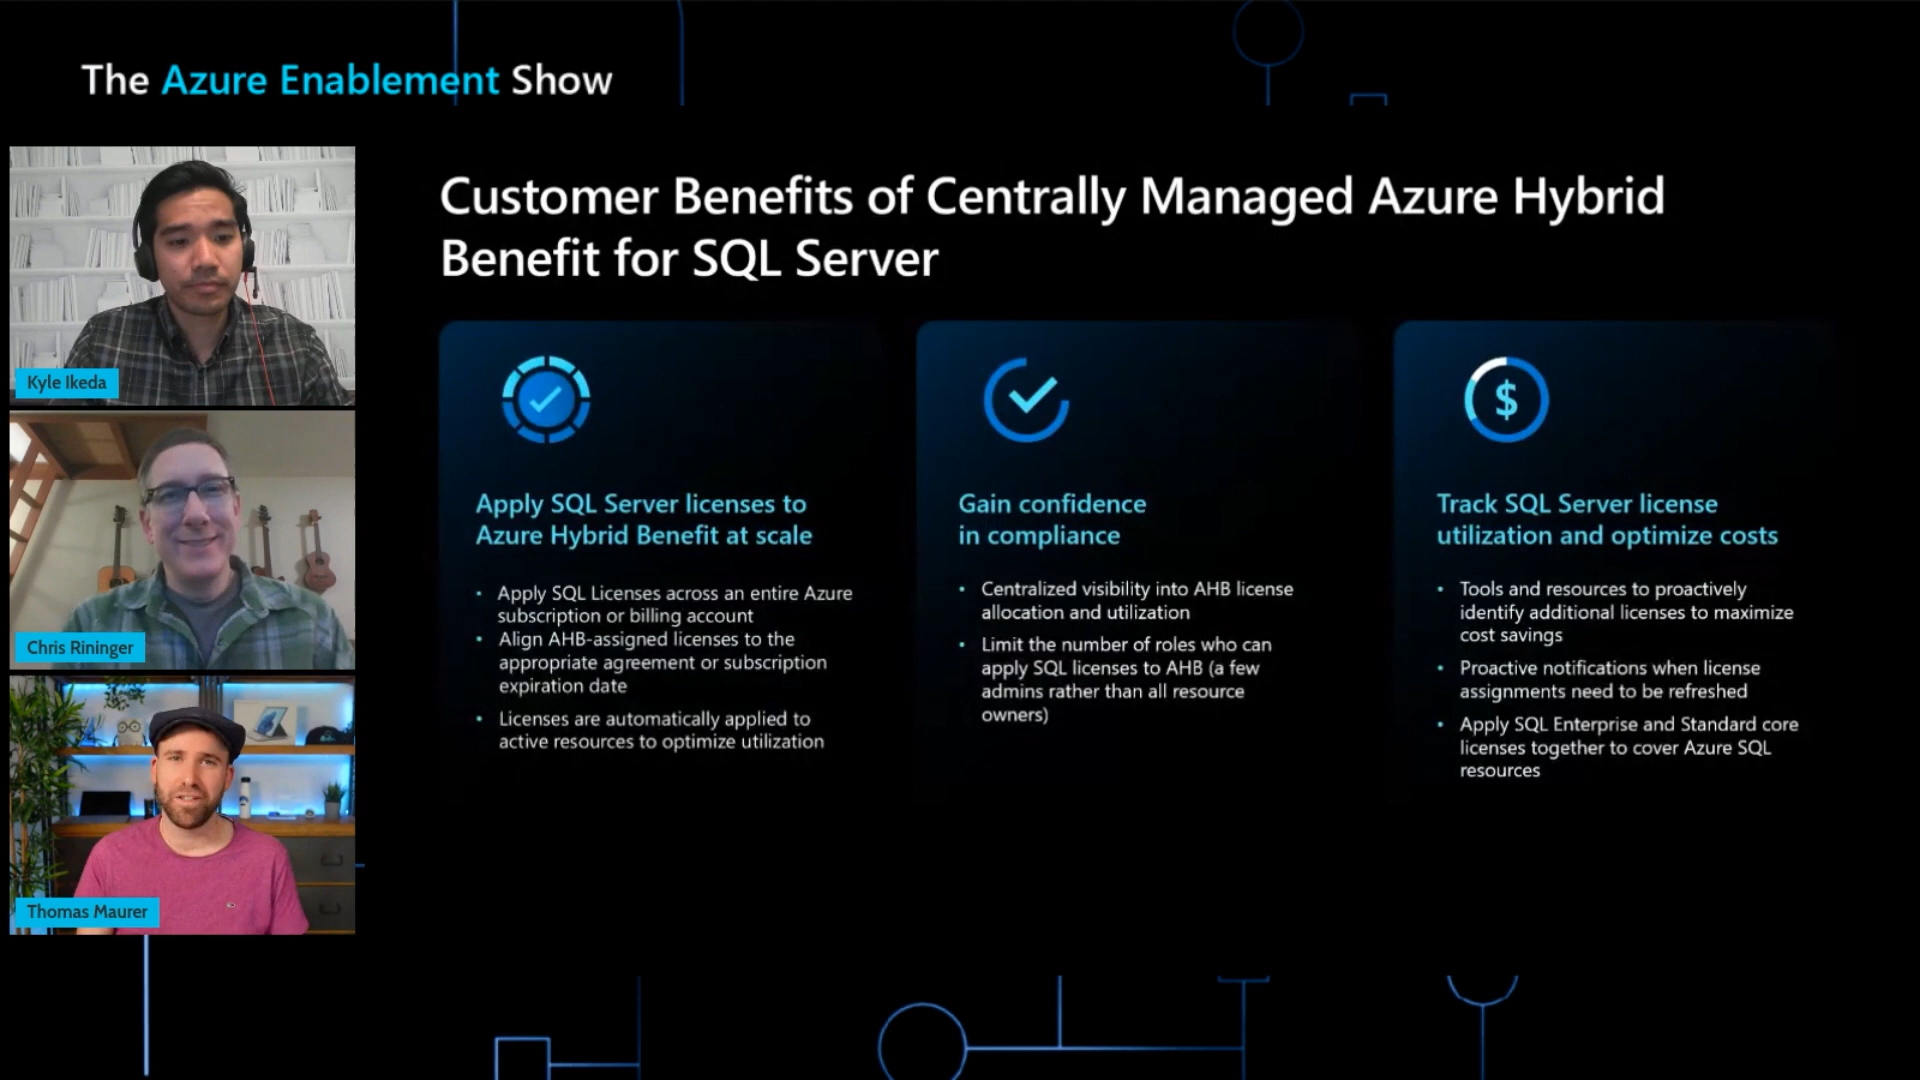 The Azure Enablement Show
Kyle Ikeda
Chris Rininger
Thomas Maurer
Customer Benefits of Centrally Managed Azure Hybrid
Benefit for SQL Server
Apply SQL Server licenses to
Azure Hybrid Benefit at scale
• Apply SQL Licenses across an entire Azure
subscription or billing account
• Align AHB-assigned licenses to the
appropriate agreement or subscription
expiration date
• Licenses are automatically applied to
active resources to optimize utilization
Gain confidence
in compliance
• Centralized visibility into AHB license
allocation and utilization
• Limit the number of roles who can
apply SQL licenses to AHB (a few
admins rather than all resource
owners)
$
Track SQL Server license
utilization and optimize costs
• Tools and resources to proactively
identify additional licenses to maximize
cost savings
• Proactive notifications when license
assignments need to be refreshed
• Apply SQL Enterprise and Standard core
licenses together to cover Azure SQL
resources